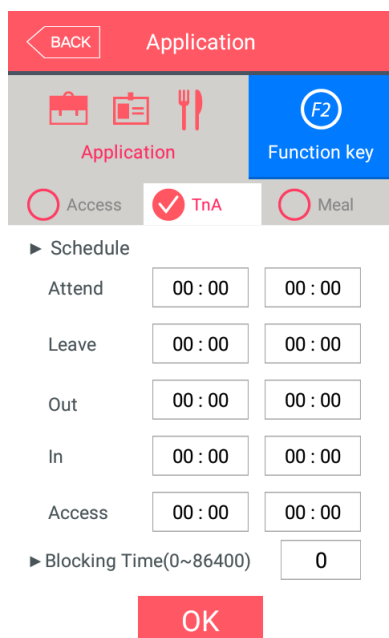 BACK Application
F2
Application Function key
Access TnA Meal
► Schedule
Attend 00 : 00 00 : 00
Leave 00 : 00 00 : 00
Out 00 : 00 00 : 00
In 00 : 00 00 : 00
Access 00 : 00 00 : 00
►Blocking Time(0~86400) 0
OK